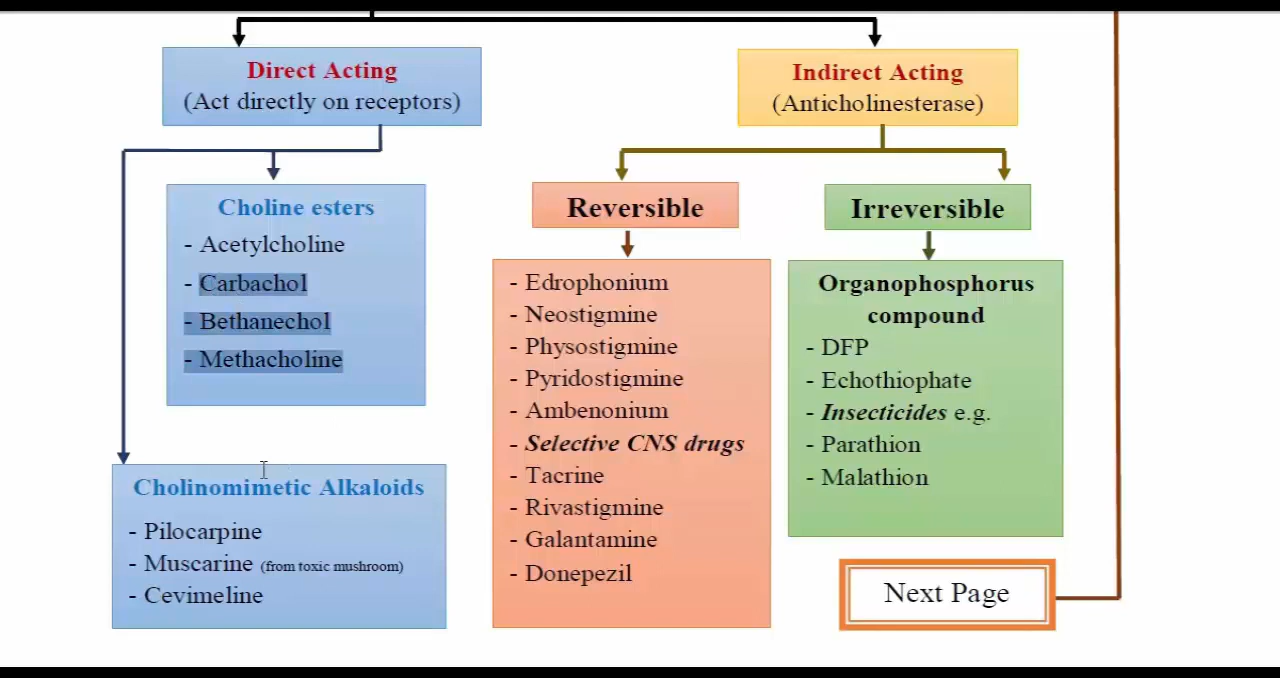 Direct Acting
(Act directly on receptors)
Indirect Acting
(Anticholinesterase)
Choline esters
- Acetylcholine
- Carbachol
- Bethanechol
- Methacholine
Cholinomimetic Alkaloids
- Pilocarpine
- Muscarine (from toxic mushroom)
- Cevimeline
Reversible
- Edrophonium
- Neostigmine
- Physostigmine
- Pyridostigmine
- Ambenonium
- Selective CNS drugs
- Tacrine
- Rivastigmine
- Galantamine
- Donepezil
Irreversible
Organophosphorus
compound
- DFP
- Echothiophate
- Insecticides e.g.
- Parathion
- Malathion
Next Page